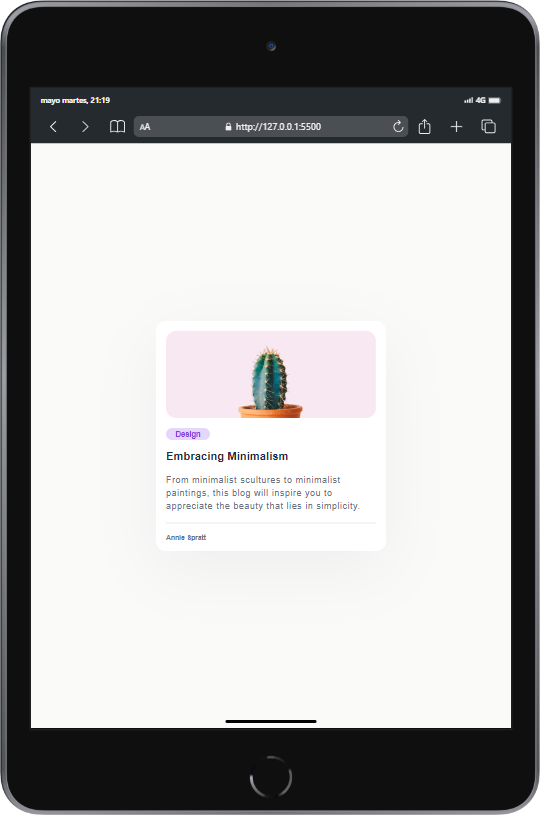 mayo martes, 21:19
4G
AA
http://127.0.0.1:5500
Design
Embracing Minimalism
From minimalist scultures to minimalist
paintings, this blog will inspire you to
appreciate the beauty that lies in simplicity.
Annie Spratt